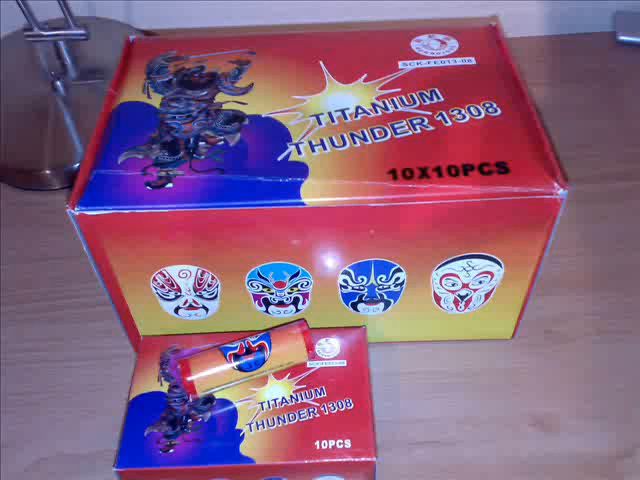 SCK-FE013-08
TITANIUM
THUNDER 1308
10X10PCS
TITANIUM
THUNDER 1308
10PCS